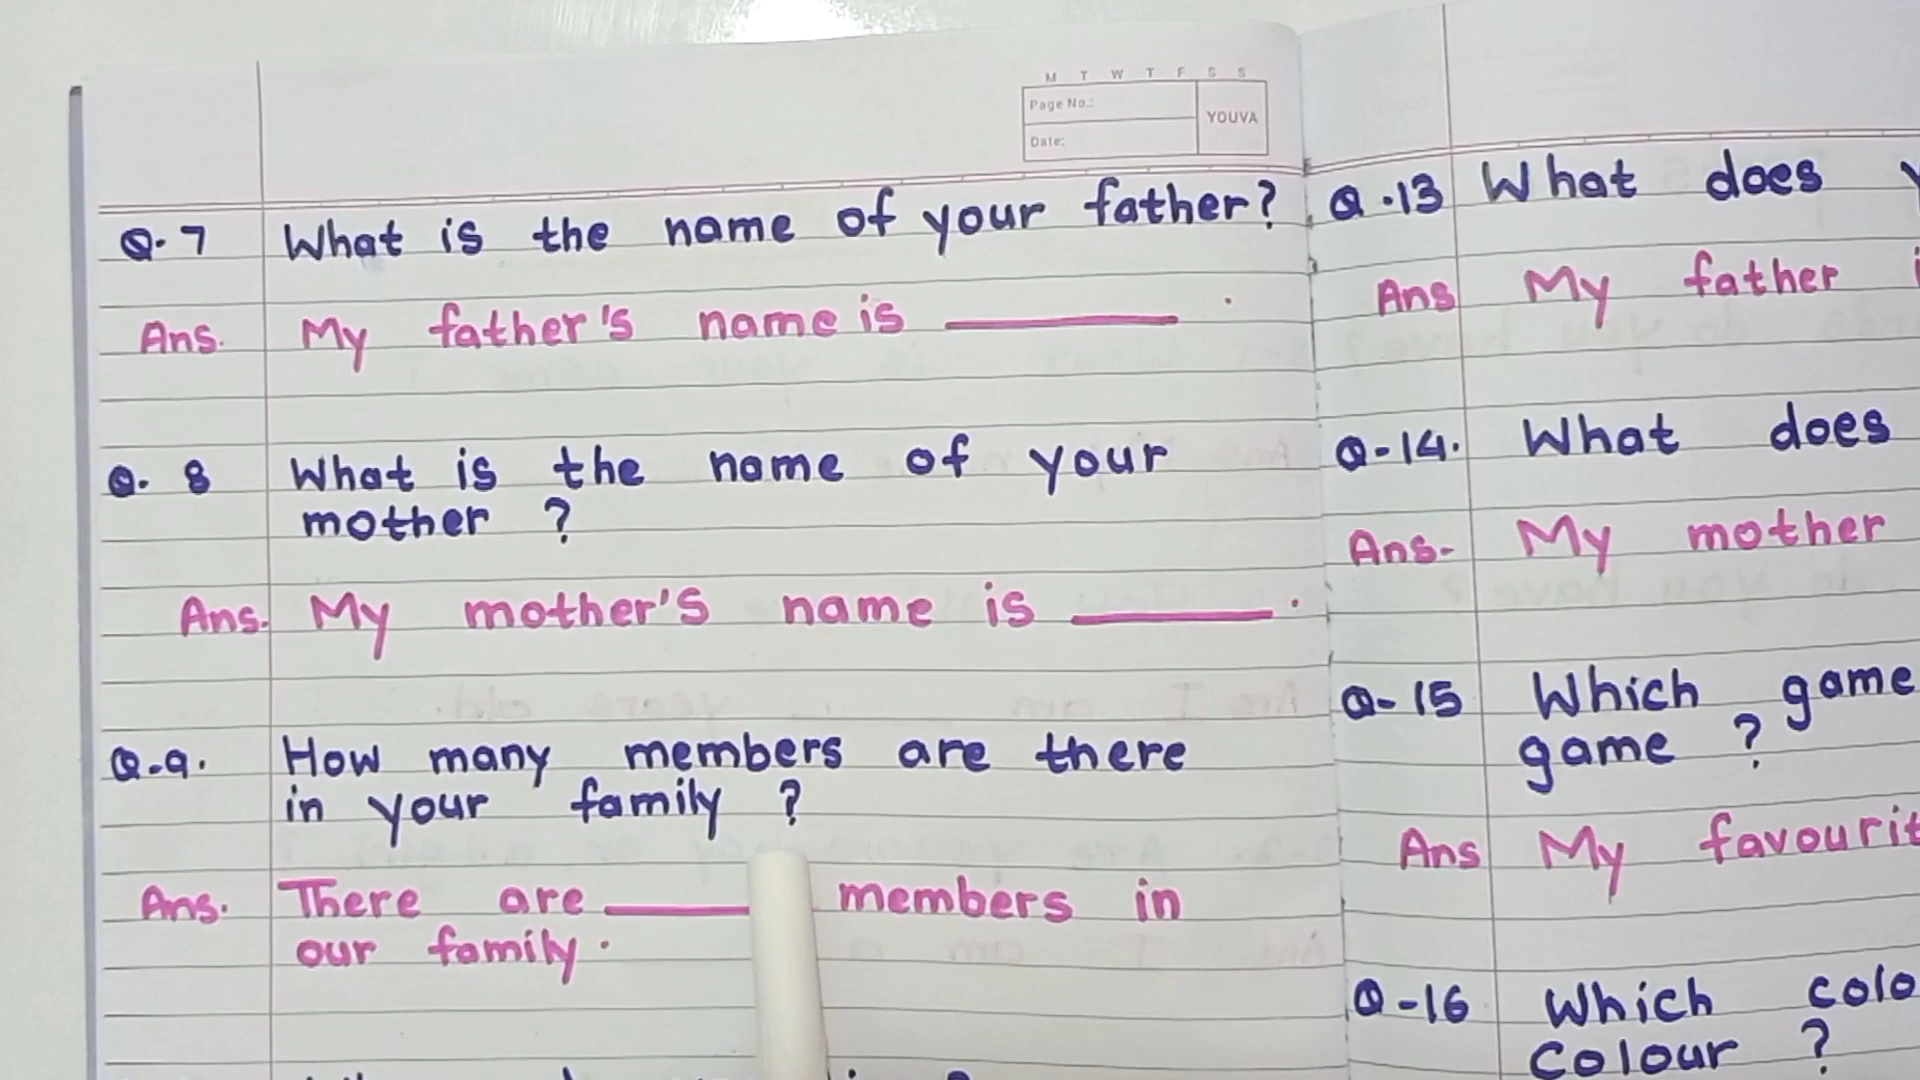 M T W T F S S
Page No.:
YOUVA
Date:
Q. 7 What is the name of your father?
Ans. My father's name is ______ .
Q. 8 What is the name of your
mother ?
Ans. My mother's name is ______ .
Q.9. How many members are there
in your family ?
Ans. There are ______ members in
our family.
Q.13 What does
Ans My father
Q-14. What does
Ans- My mother
Q-15 Which game
game ?
Ans My favourit
Q-16 Which colo
Colour ?